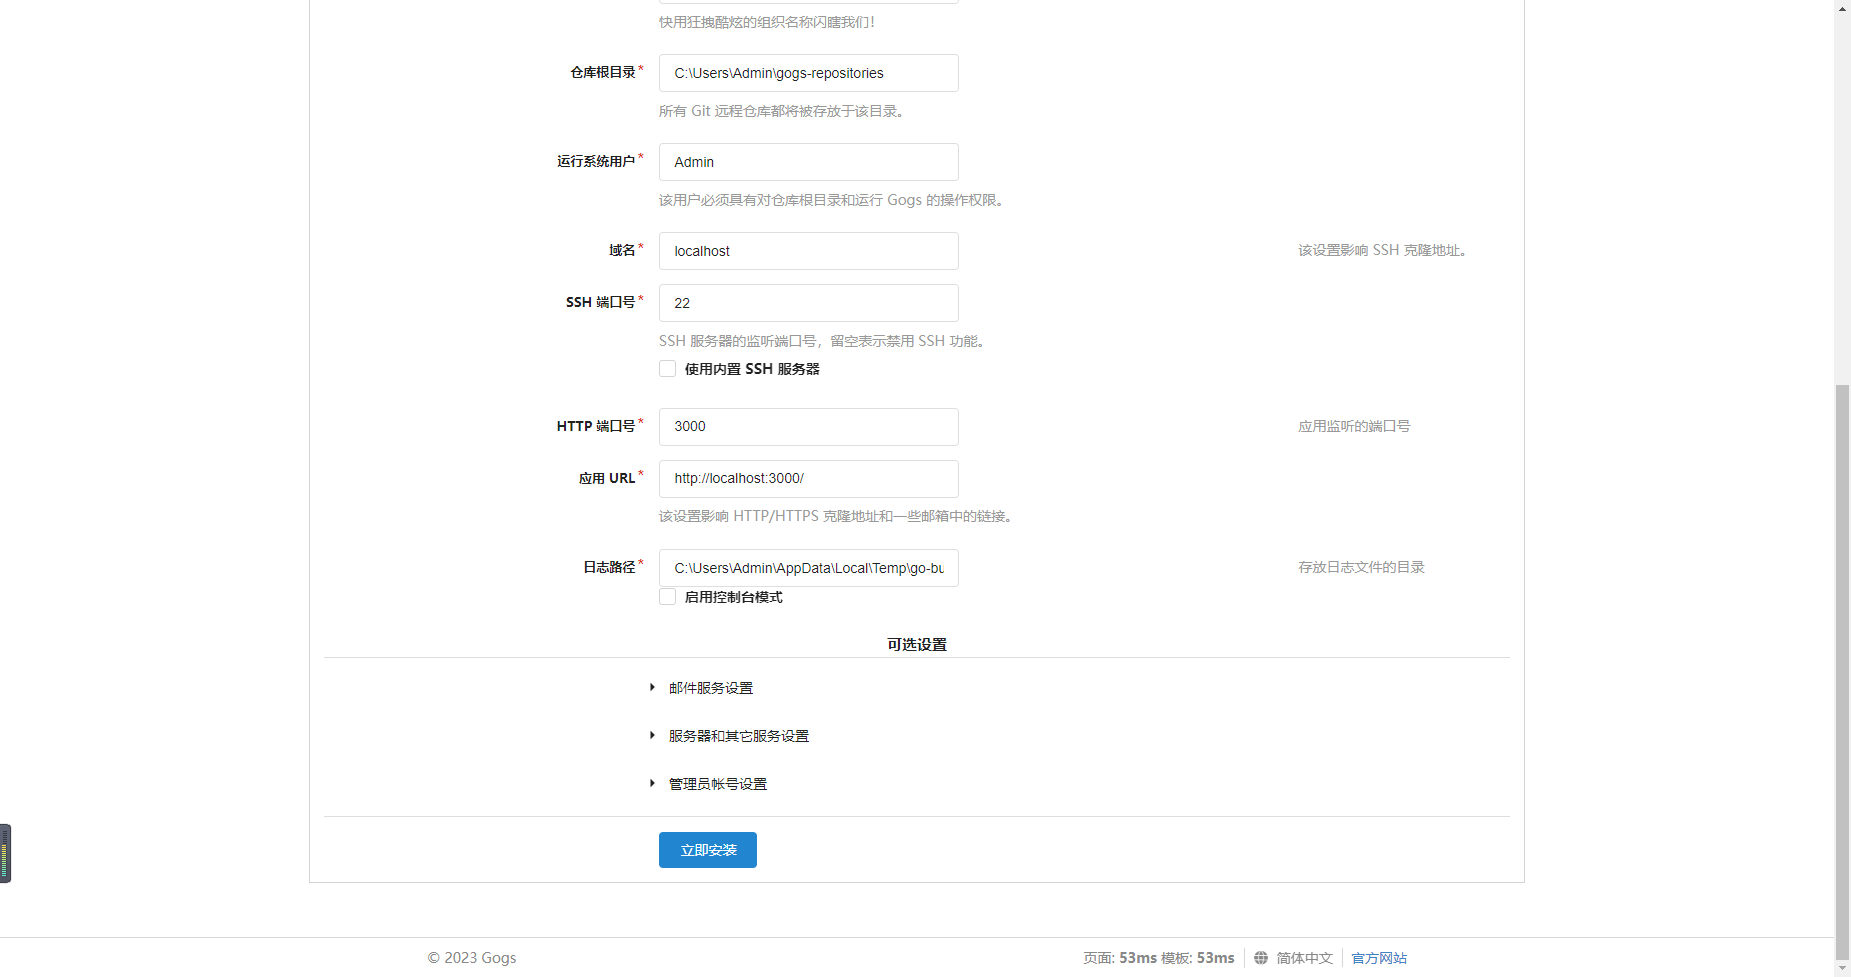 快用狂拽酷炫的组织名称闪瞎我们！
仓库根目录*
C:\Users\Admin\gogs-repositories
所有 Git 远程仓库都将被存放于该目录。
运行系统用户*
Admin
该用户必须具有对仓库根目录和运行 Gogs 的操作权限。
域名*
localhost
该设置影响 SSH 克隆地址。
SSH 端口号*
22
SSH 服务器的监听端口号，留空表示禁用 SSH 功能。
使用内置 SSH 服务器
HTTP 端口号*
3000
应用监听的端口号
应用 URL*
http://localhost:3000/
该设置影响 HTTP/HTTPS 克隆地址和一些邮箱中的链接。
日志路径*
C:\Users\Admin\AppData\Local\Temp\go-bu
存放日志文件的目录
启用控制台模式
可选设置
邮件服务设置
服务器和其它服务设置
管理员帐号设置
立即安装
© 2023 Gogs
页面: 53ms 模板: 53ms
简体中文
官方网站